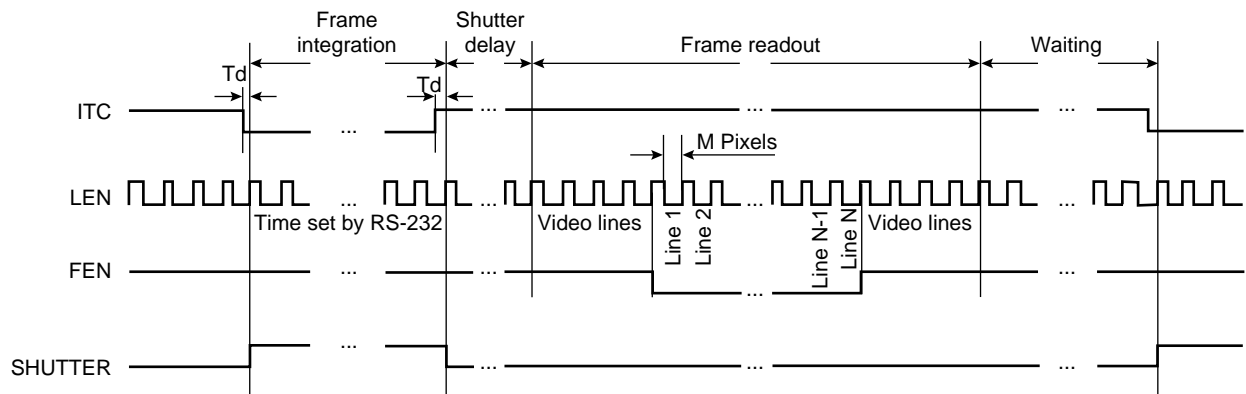 Frame
integration
Shutter
delay
Frame readout
Waiting
Td
Td
ITC
...
...
...
...
M Pixels
LEN
...
...
...
...
Time set by RS-232
Video lines
Line 1
Line 2
Line N-1
Line N
Video lines
FEN
...
...
...
...
SHUTTER
...
...
...
...